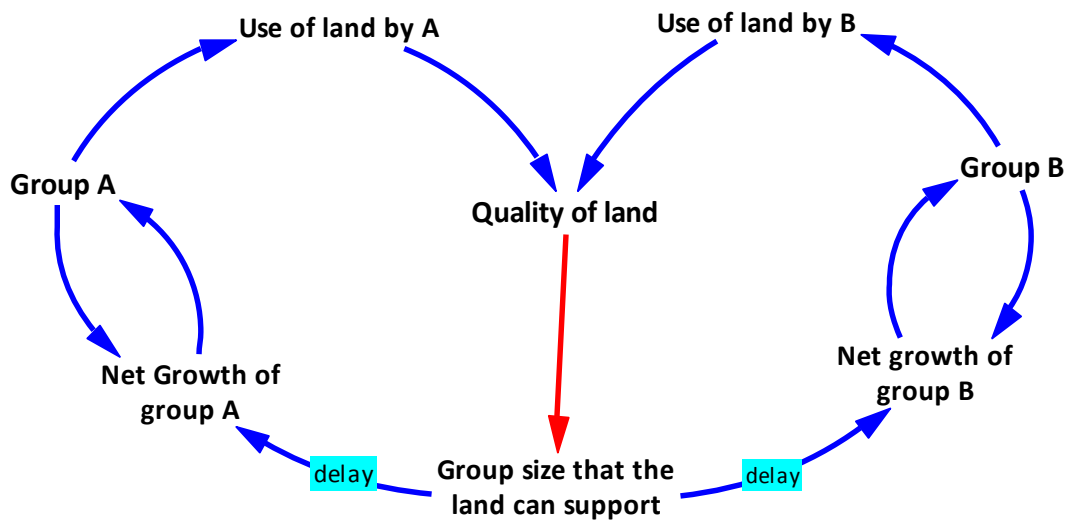 Use of land by A
Use of land by B
Group A
Group B
Quality of land
Net Growth of
group A
Net growth of
group B
delay
Group size that the
land can support
delay